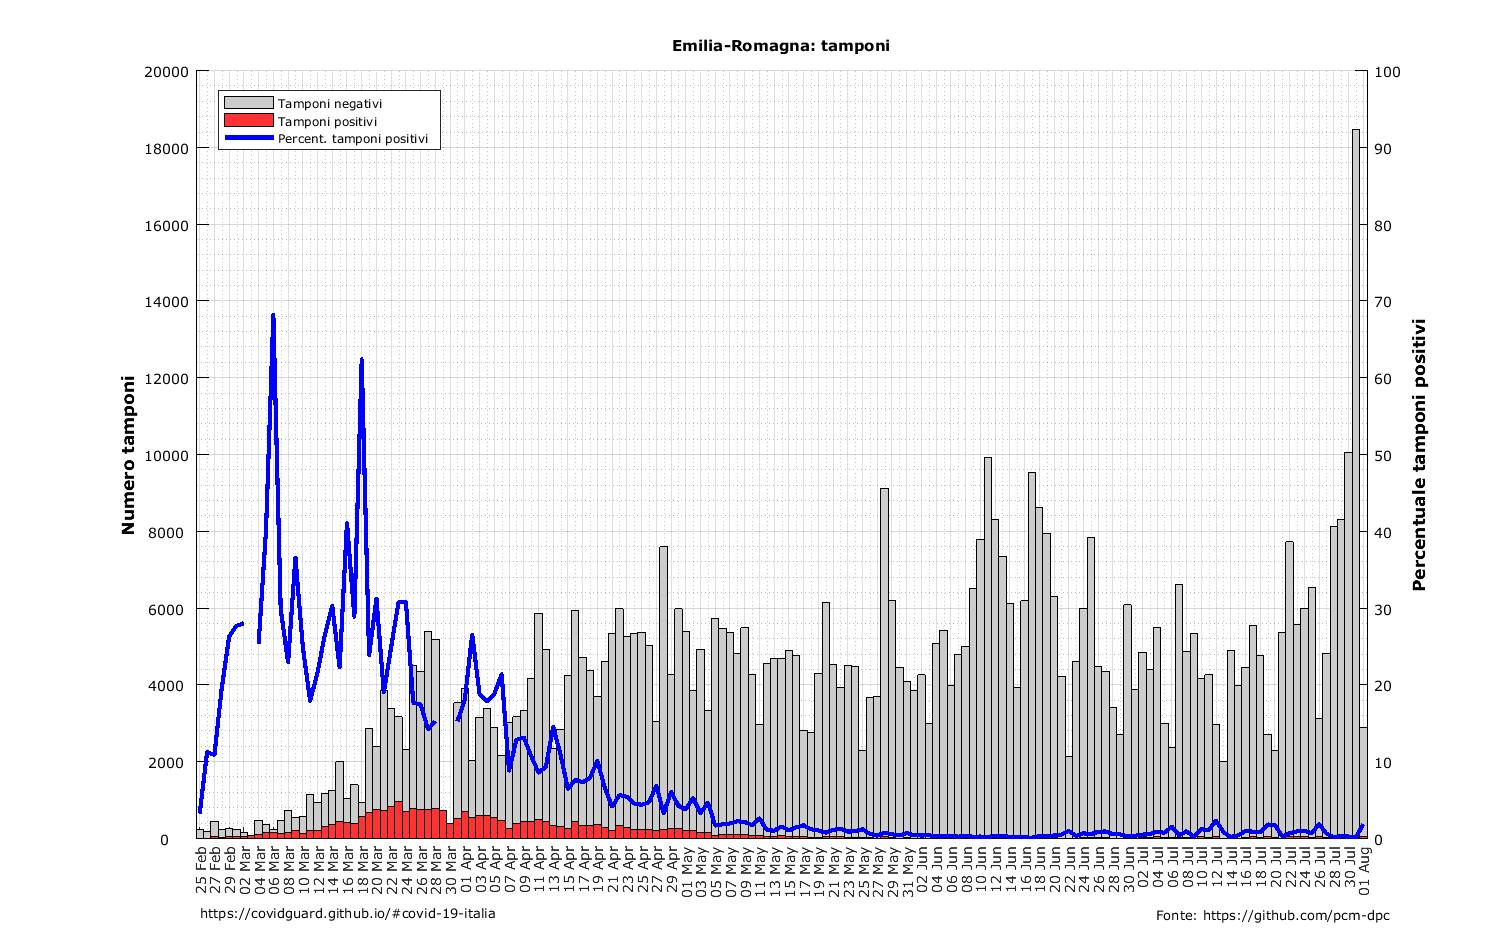 Emilia-Romagna: tamponi
Tamponi negativi
Tamponi positivi
Percent. tamponi positivi
Numero tamponi
20000
18000
16000
14000
12000
10000
8000
6000
4000
2000
0
Percentuale tamponi positivi
100
90
80
70
60
50
40
30
20
10
0
25 Feb
27 Feb
29 Feb
02 Mar
04 Mar
06 Mar
08 Mar
10 Mar
12 Mar
14 Mar
16 Mar
18 Mar
20 Mar
22 Mar
24 Mar
26 Mar
28 Mar
30 Mar
01 Apr
03 Apr
05 Apr
07 Apr
09 Apr
11 Apr
13 Apr
15 Apr
17 Apr
19 Apr
21 Apr
23 Apr
25 Apr
27 Apr
29 Apr
01 May
03 May
05 May
07 May
09 May
11 May
13 May
15 May
17 May
19 May
21 May
23 May
25 May
27 May
29 May
31 May
02 Jun
04 Jun
06 Jun
08 Jun
10 Jun
12 Jun
14 Jun
16 Jun
18 Jun
20 Jun
22 Jun
24 Jun
26 Jun
28 Jun
30 Jun
02 Jul
04 Jul
06 Jul
08 Jul
10 Jul
12 Jul
14 Jul
16 Jul
18 Jul
20 Jul
22 Jul
24 Jul
26 Jul
28 Jul
30 Jul
01 Aug
https://covidguard.github.io/#covid-19-italia
Fonte: https://github.com/pcm-dpc